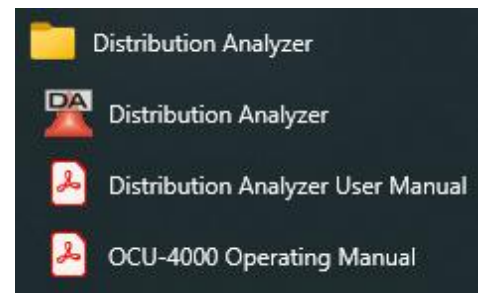 Distribution Analyzer
DA
Distribution Analyzer
Distribution Analyzer User Manual
OCU-4000 Operating Manual